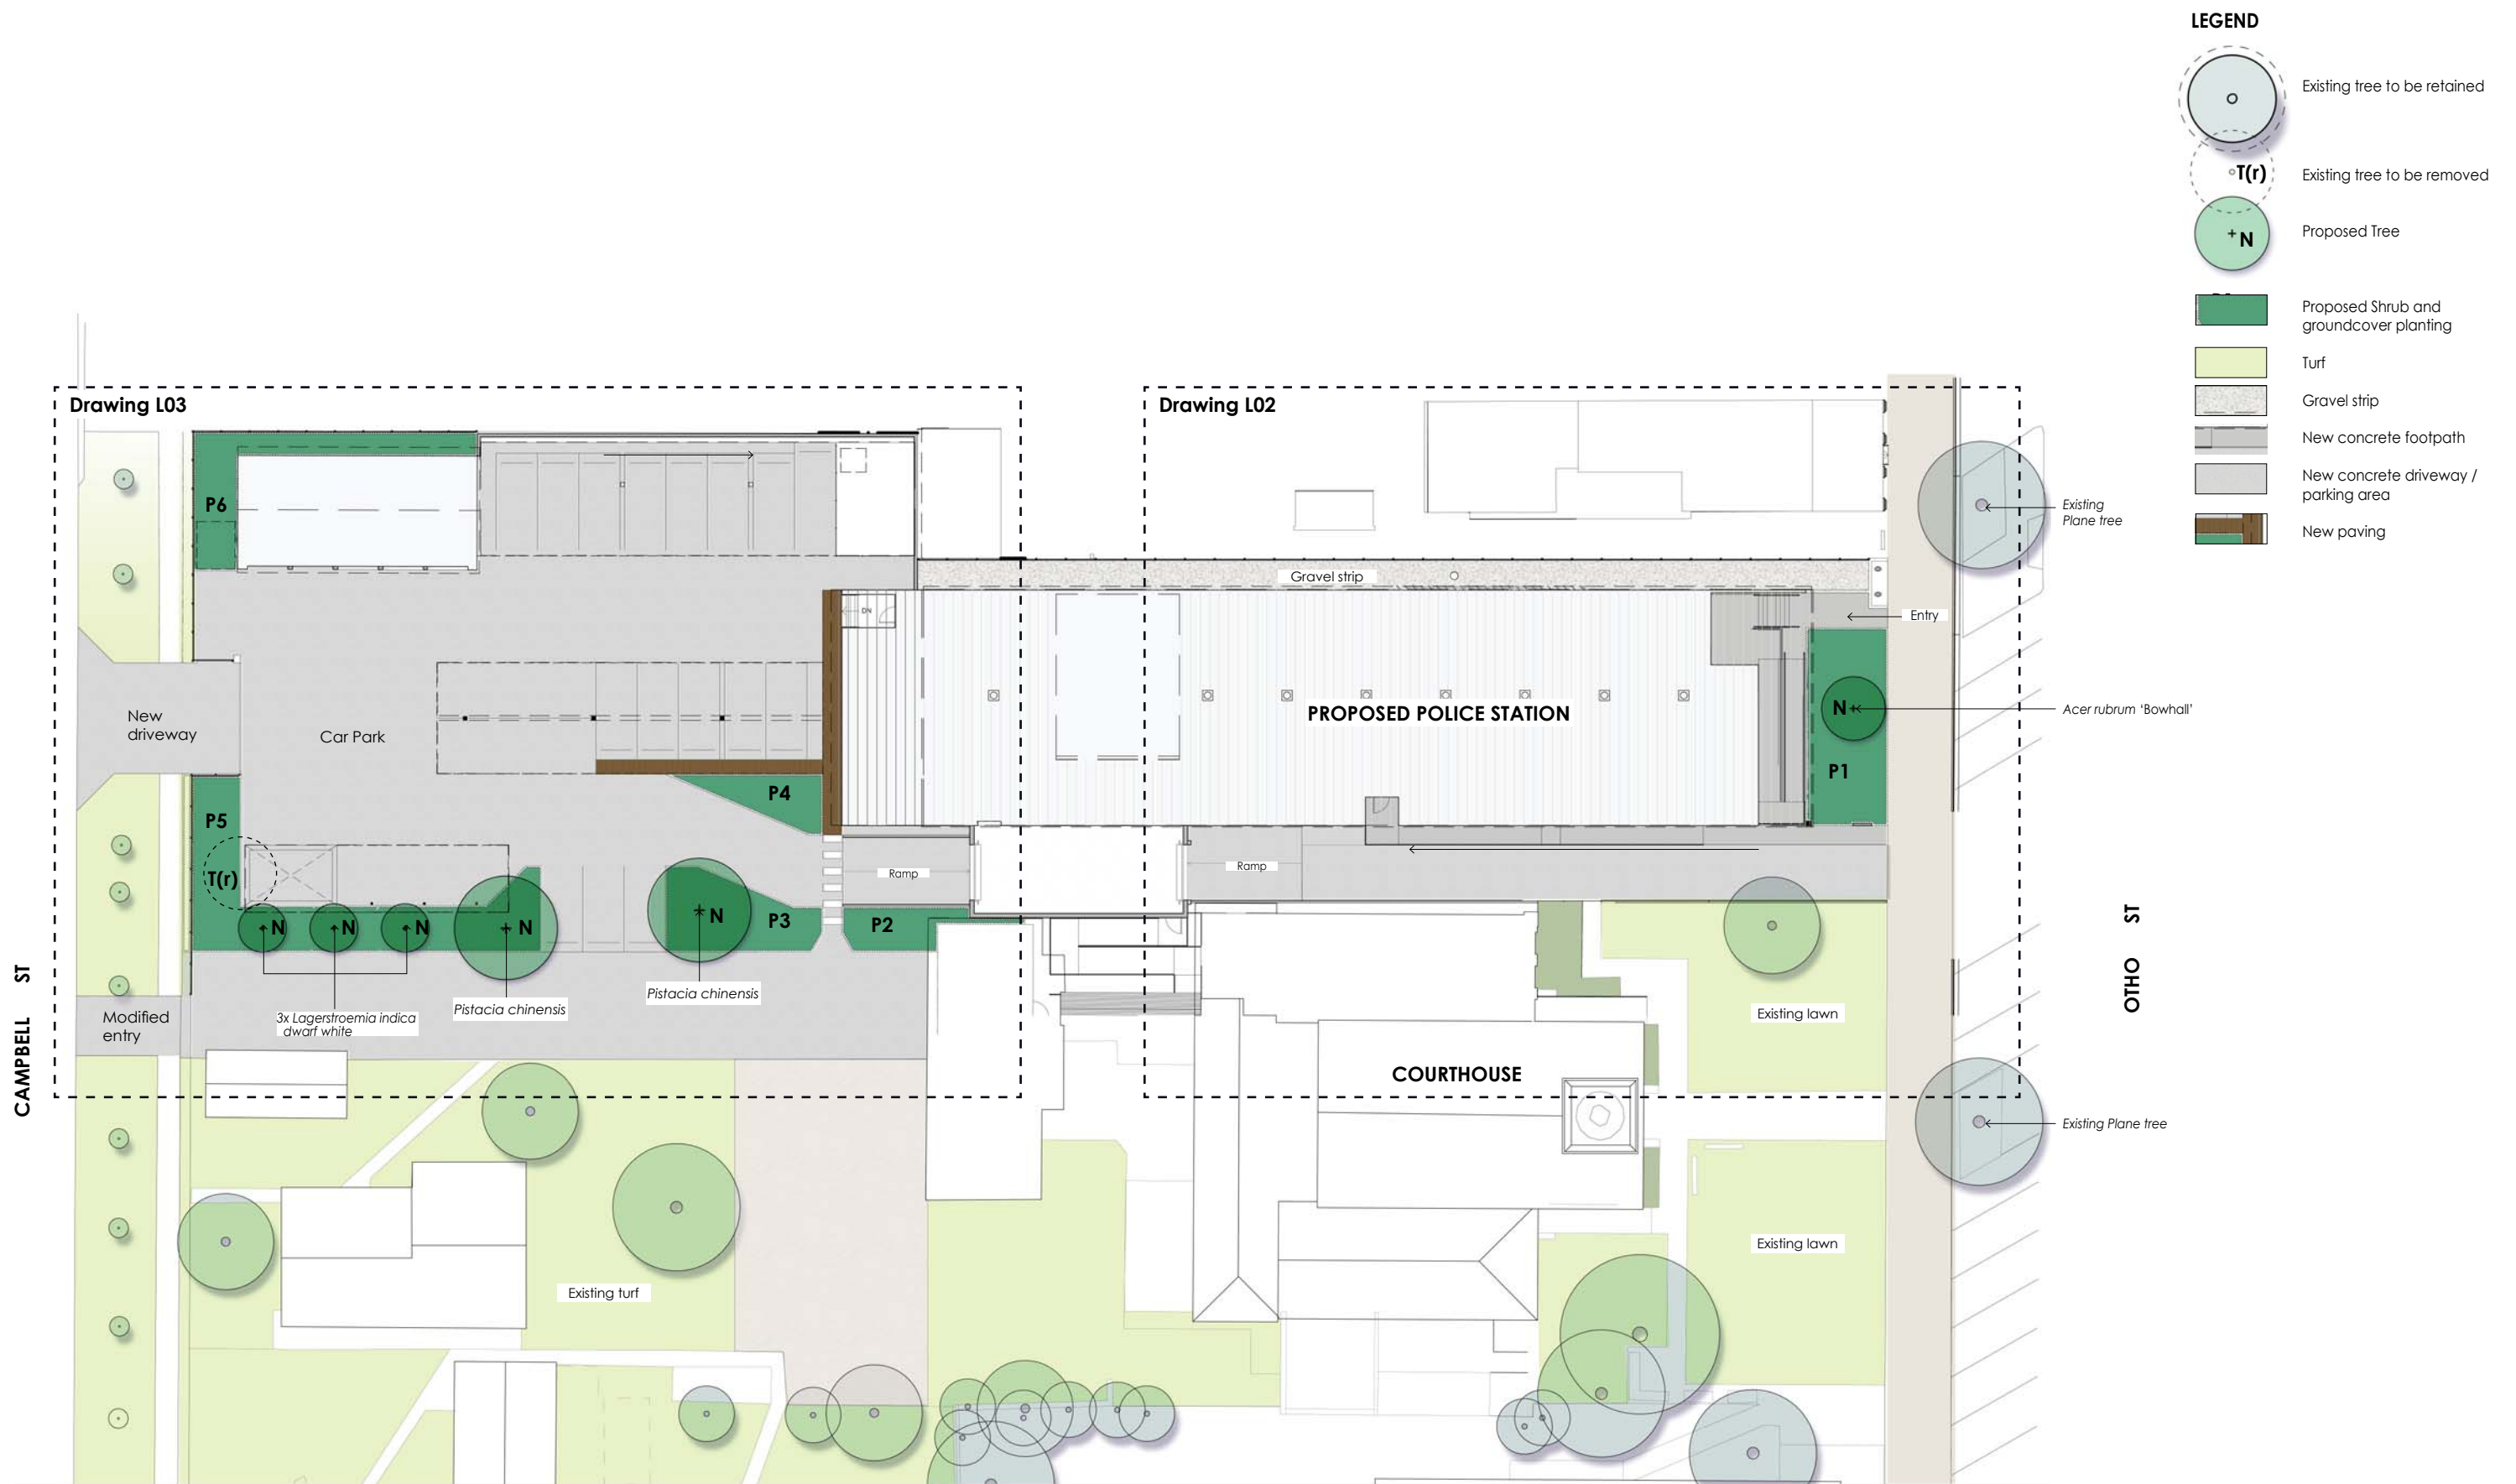 LEGEND
Existing tree to be retained
T(r)
Existing tree to be removed
N
Proposed Tree
Proposed Shrub and
groundcover planting
Turf
Gravel strip
New concrete footpath
New concrete driveway /
parking area
New paving
Drawing L03
Drawing L02
P6
Existing
Plane tree
Gravel strip
DN
Entry
New
driveway
Car Park
PROPOSED POLICE STATION
N
Acer rubrum ‘Bowhall’
P1
P4
P5
T(r)
Ramp
Ramp
N
N
N
N
N
P3
P2
Pistacia chinensis
Pistacia chinensis
3x Lagerstroemia indica
dwarf white
Modified
entry
Existing lawn
CAMPBELL ST
OTHO ST
COURTHOUSE
Existing Plane tree
Existing lawn
Existing turf